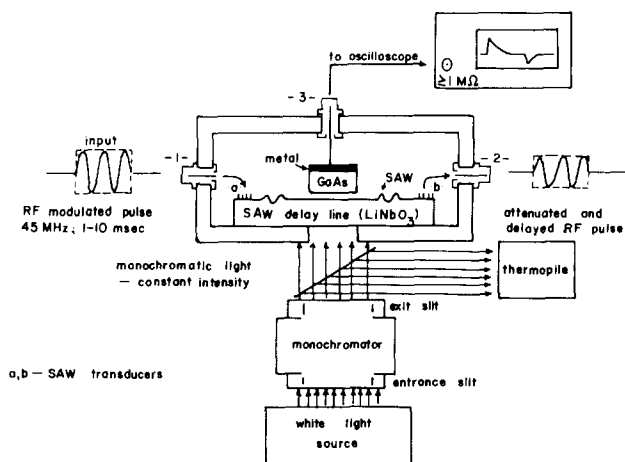 to oscilloscope
≥1 MΩ
- 3 -
input
- 1 -
metal
GaAs
SAW
- 2 -
a
b
SAW delay line (LiNbO3)
RF modulated pulse
45 MHz; 1-10 msec
attenuated and
delayed RF pulse
monochromatic light
— constant intensity
thermopile
exit slit
monochromator
a,b — SAW transducers
entrance slit
white light
source